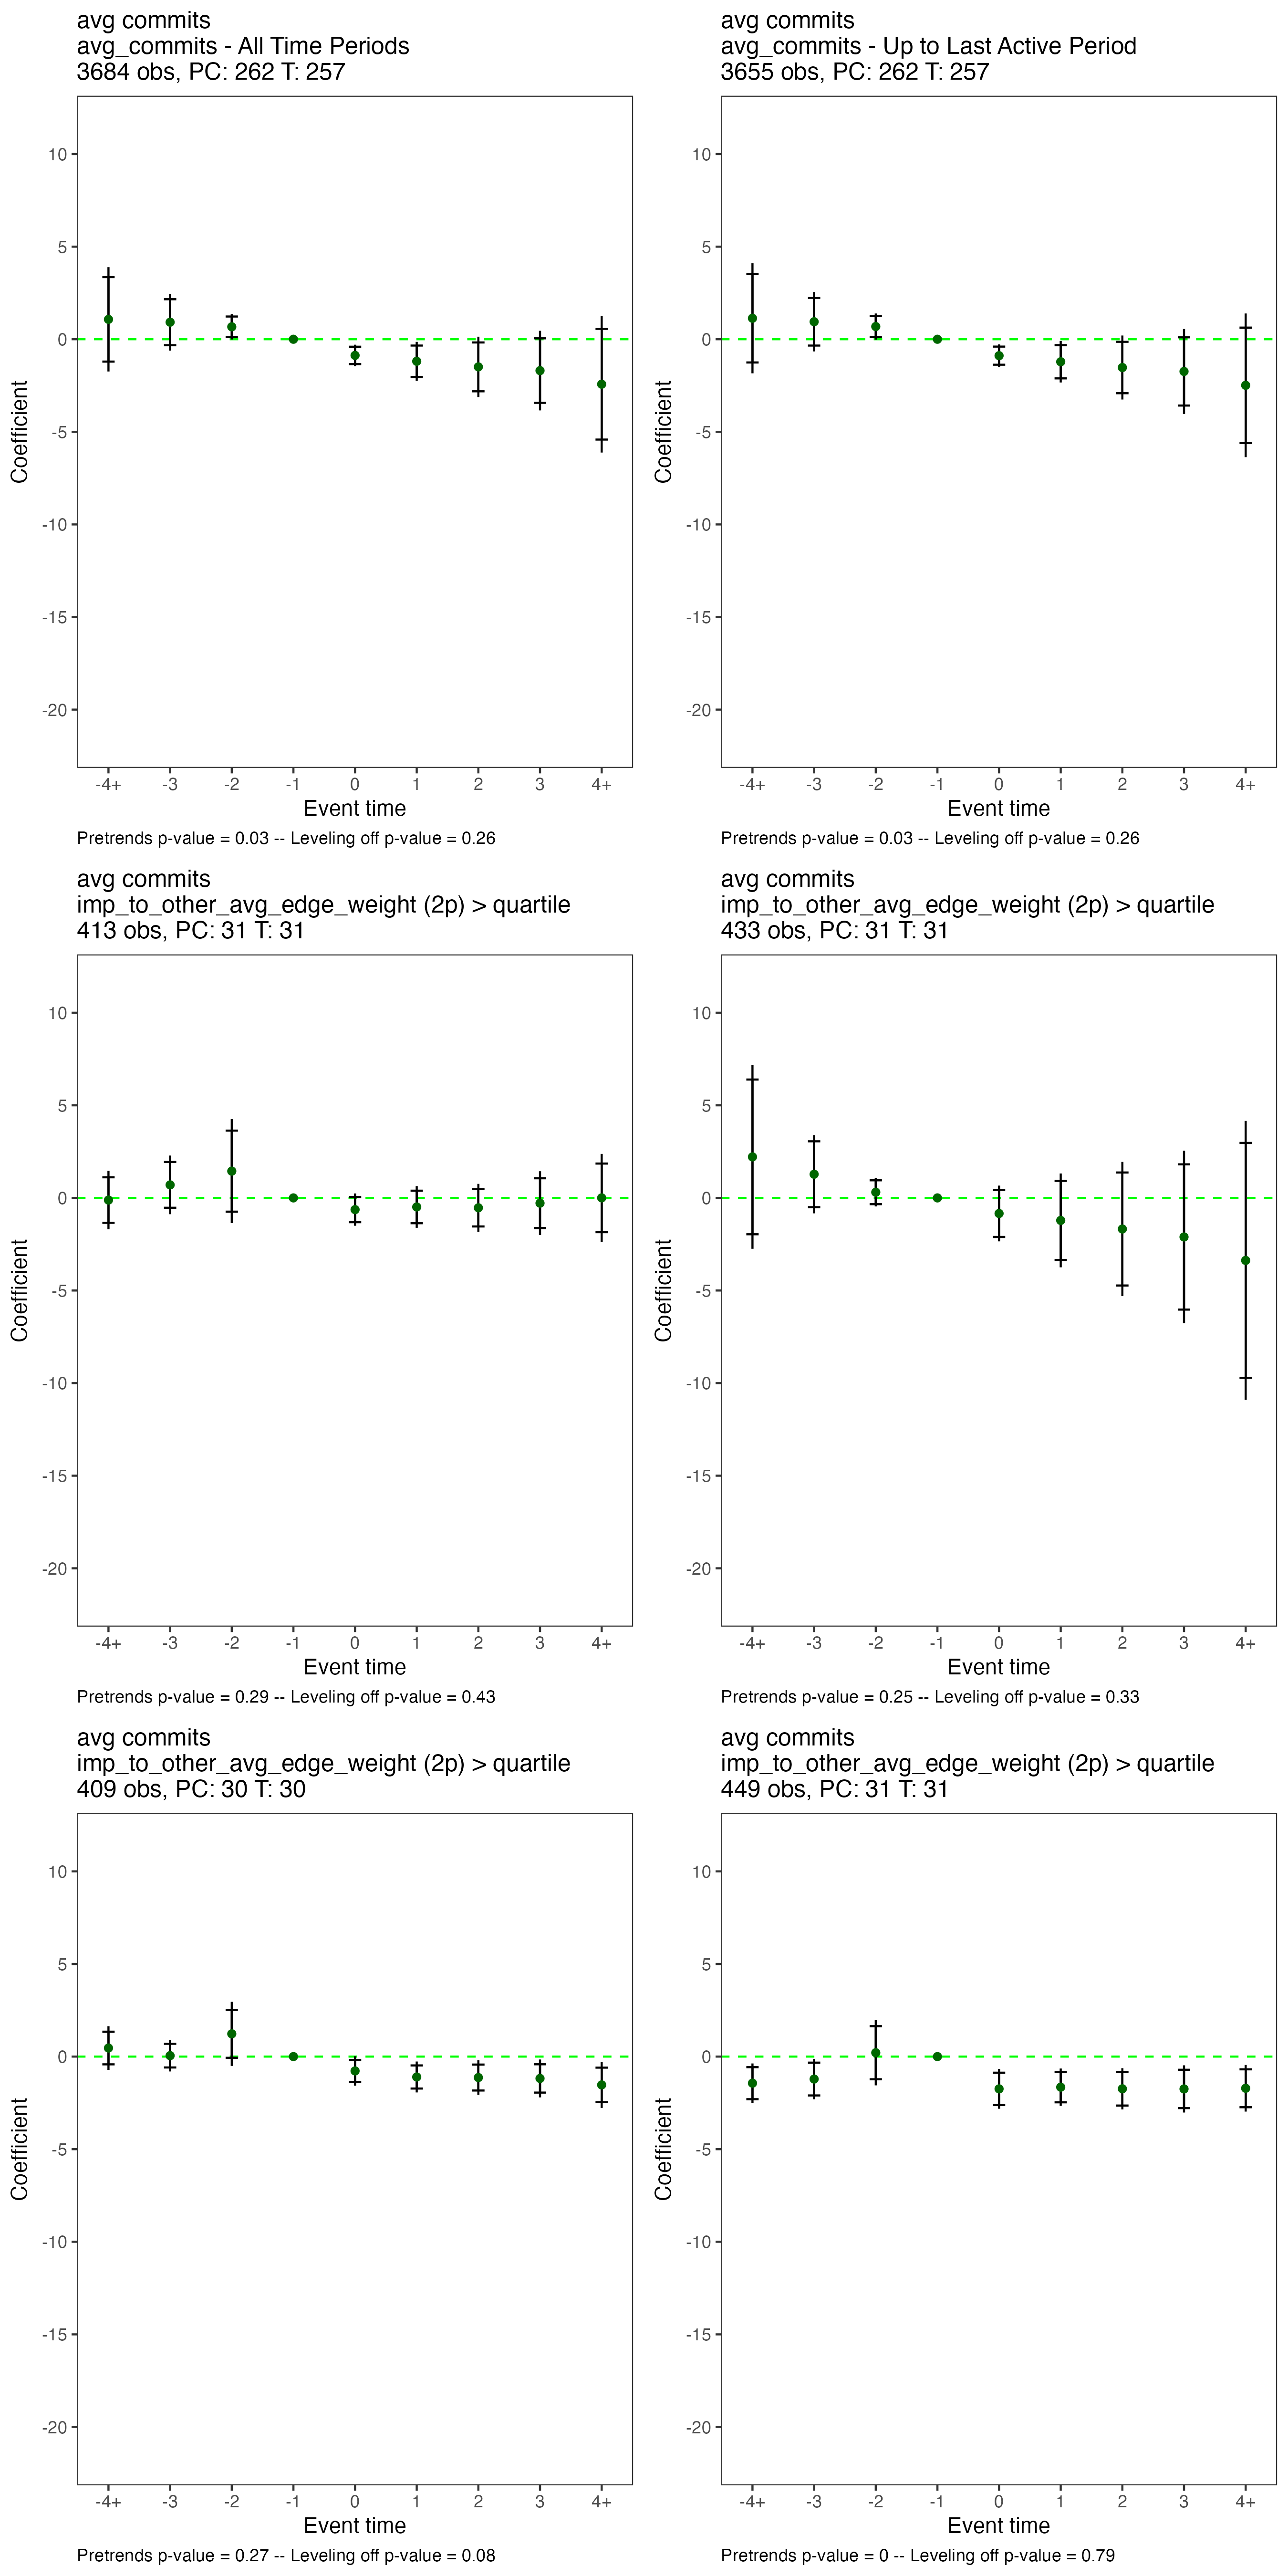 avg commits
avg_commits - All Time Periods
3684 obs, PC: 262 T: 257
10
5
0
-5
-10
-15
-20
Coefficient
-4+ -3 -2 -1 0 1 2 3 4+
Event time
Pretrends p-value = 0.03 -- Leveling off p-value = 0.26
avg commits
avg_commits - Up to Last Active Period
3655 obs, PC: 262 T: 257
10
5
0
-5
-10
-15
-20
Coefficient
-4+ -3 -2 -1 0 1 2 3 4+
Event time
Pretrends p-value = 0.03 -- Leveling off p-value = 0.26
avg commits
imp_to_other_avg_edge_weight (2p) > quartile
413 obs, PC: 31 T: 31
10
5
0
-5
-10
-15
-20
Coefficient
-4+ -3 -2 -1 0 1 2 3 4+
Event time
Pretrends p-value = 0.29 -- Leveling off p-value = 0.43
avg commits
imp_to_other_avg_edge_weight (2p) > quartile
433 obs, PC: 31 T: 31
10
5
0
-5
-10
-15
-20
Coefficient
-4+ -3 -2 -1 0 1 2 3 4+
Event time
Pretrends p-value = 0.25 -- Leveling off p-value = 0.33
avg commits
imp_to_other_avg_edge_weight (2p) > quartile
409 obs, PC: 30 T: 30
10
5
0
-5
-10
-15
-20
Coefficient
-4+ -3 -2 -1 0 1 2 3 4+
Event time
Pretrends p-value = 0.27 -- Leveling off p-value = 0.08
avg commits
imp_to_other_avg_edge_weight (2p) > quartile
449 obs, PC: 31 T: 31
10
5
0
-5
-10
-15
-20
Coefficient
-4+ -3 -2 -1 0 1 2 3 4+
Event time
Pretrends p-value = 0 -- Leveling off p-value = 0.79